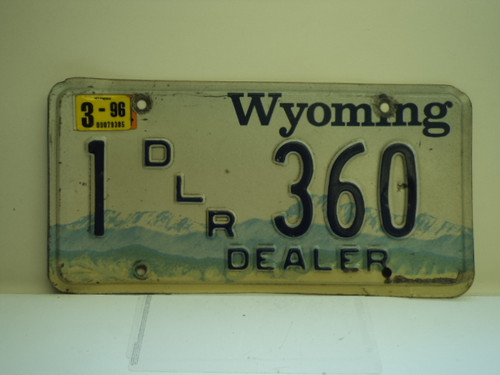 3-96
Wyoming
1 DLR 360
DEALER